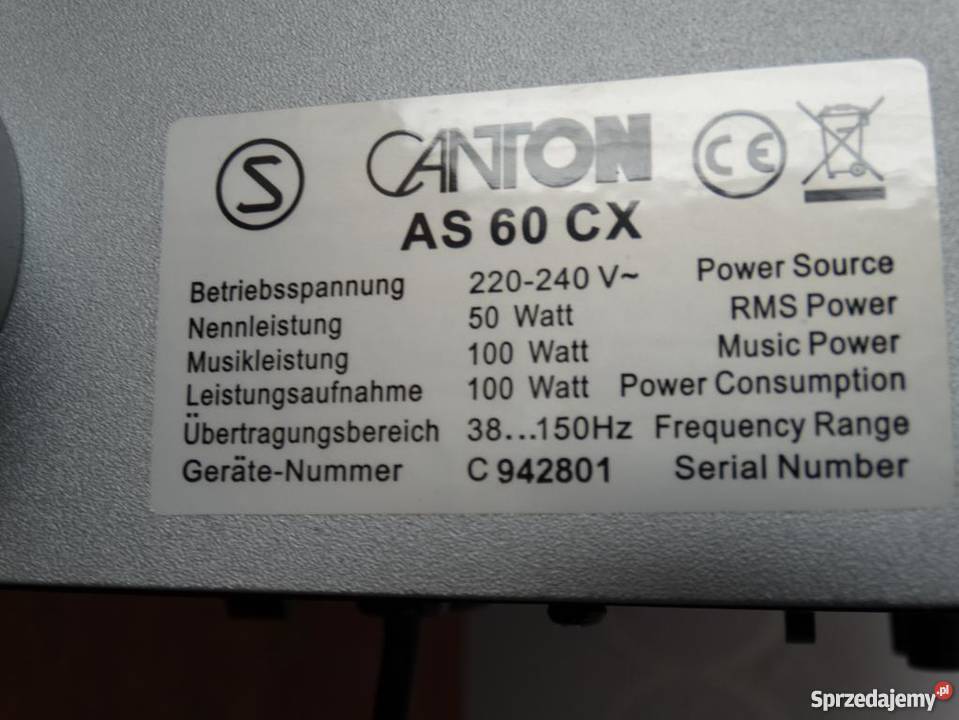 S CANTON CE
AS 60 CX
Betriebsspannung 220-240 V~ Power Source
Nennleistung 50 Watt RMS Power
Musikleistung 100 Watt Music Power
Leistungsaufnahme 100 Watt Power Consumption
Übertragungsbereich 38...150Hz Frequency Range
Geräte-Nummer C 942801 Serial Number
Sprzedajemy.pl